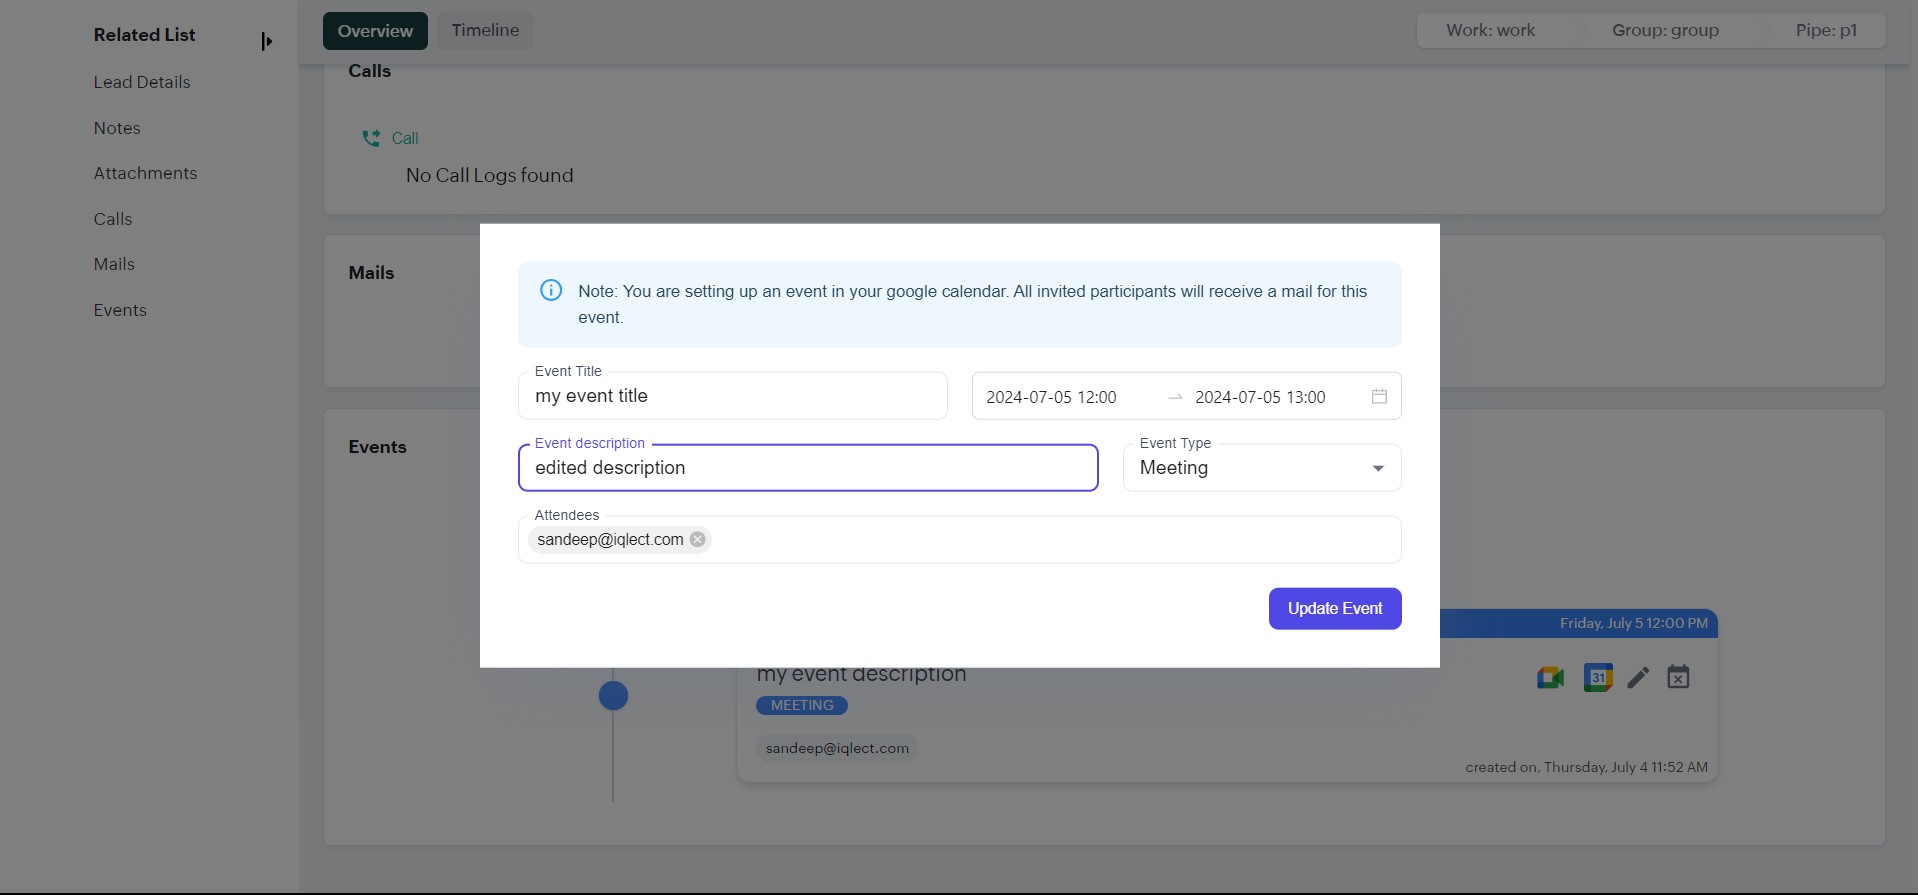 Related List
Lead Details
Notes
Attachments
Calls
Mails
Events
Overview
Timeline
Work: work
Group: group
Pipe: p1
Calls
Call
No Call Logs found
Mails
Events
Note: You are setting up an event in your google calendar. All invited participants will receive a mail for this
event.
Event Title
my event title
2024-07-05 12:00
2024-07-05 13:00
Event description
edited description
Event Type
Meeting
Attendees
sandeep@iqlect.com
Update Event
Friday, July 5 12:00 PM
my event description
31
MEETING
sandeep@iqlect.com
created on, Thursday, July 4 11:52 AM